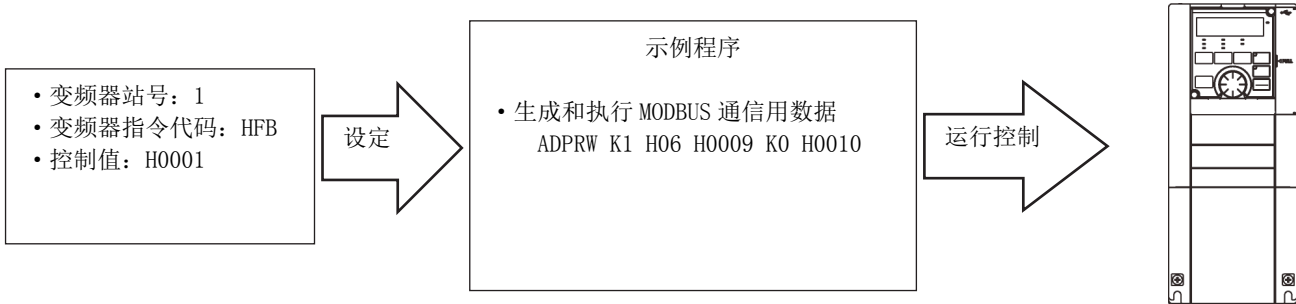 • 变频器站号：1
• 变频器指令代码：HFB
• 控制值：H0001
设定
示例程序
• 生成和执行 MODBUS 通信用数据
ADPRW K1 H06 H0009 K0 H0010
运行控制